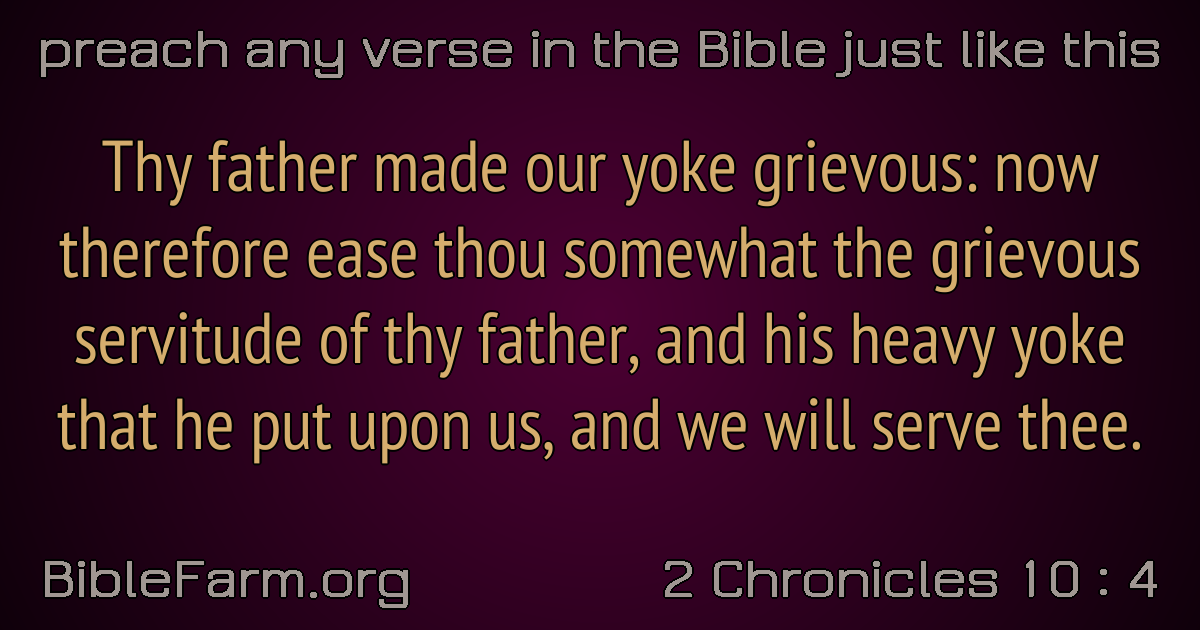 preach any verse in the Bible just like this
Thy father made our yoke grievous: now
therefore ease thou somewhat the grievous
servitude of thy father, and his heavy yoke
that he put upon us, and we will serve thee.
BibleFarm.org
2 Chronicles 10 : 4